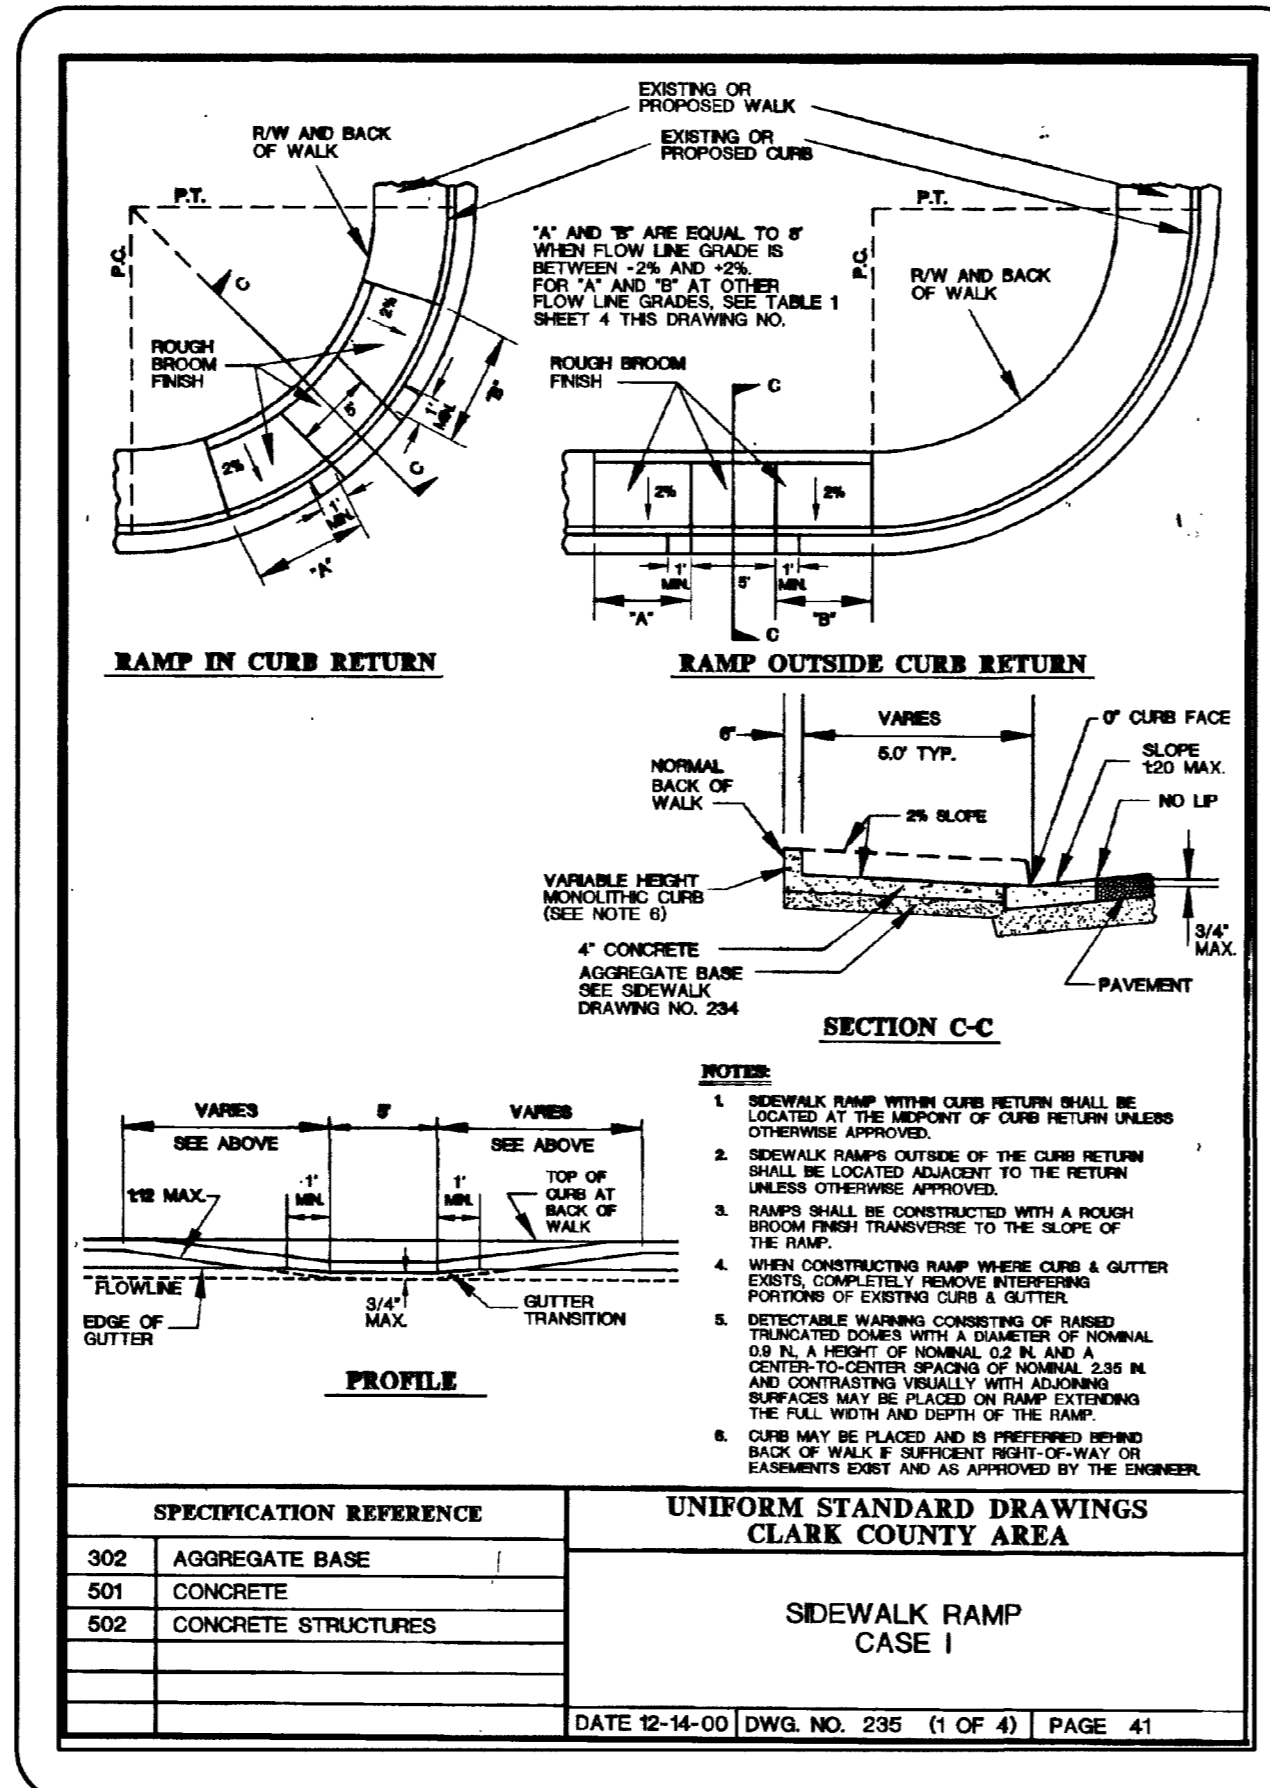 EXISTING OR
PROPOSED WALK
R/W AND BACK
OF WALK
EXISTING OR
PROPOSED CURB
P.T.
P.C.
C
"A" AND "B" ARE EQUAL TO 8'
WHEN FLOW LINE GRADE IS
BETWEEN -2% AND +2%.
FOR "A" AND "B" AT OTHER
FLOW LINE GRADES, SEE TABLE 1
SHEET 4 THIS DRAWING NO.
P.T.
P.C.
R/W AND BACK
OF WALK
2%
ROUGH
BROOM
FINISH
5'
1'
MIN.
"B"
2%
C
1'
MIN.
"A"
ROUGH BROOM
FINISH
C
2%
2%
1'
MIN.
5'
1'
MIN.
"A"
"B"
C
RAMP IN CURB RETURN
RAMP OUTSIDE CURB RETURN
6"
VARIES
5.0' TYP.
0" CURB FACE
SLOPE
1:20 MAX.
NO LIP
NORMAL
BACK OF
WALK
2% SLOPE
VARIABLE HEIGHT
MONOLITHIC CURB
(SEE NOTE 6)
4" CONCRETE
AGGREGATE BASE
SEE SIDEWALK
DRAWING NO. 234
3/4"
MAX.
PAVEMENT
SECTION C-C
VARIES
5'
VARIES
SEE ABOVE
SEE ABOVE
1:12 MAX.
1'
MIN.
1'
MIN.
TOP OF
CURB AT
BACK OF
WALK
FLOWLINE
EDGE OF
GUTTER
3/4"
MAX.
GUTTER
TRANSITION
PROFILE
NOTES:
1. SIDEWALK RAMP WITHIN CURB RETURN SHALL BE
LOCATED AT THE MIDPOINT OF CURB RETURN UNLESS
OTHERWISE APPROVED.
2. SIDEWALK RAMPS OUTSIDE OF THE CURB RETURN
SHALL BE LOCATED ADJACENT TO THE RETURN
UNLESS OTHERWISE APPROVED.
3. RAMPS SHALL BE CONSTRUCTED WITH A ROUGH
BROOM FINISH TRANSVERSE TO THE SLOPE OF
THE RAMP.
4. WHEN CONSTRUCTING RAMP WHERE CURB & GUTTER
EXISTS, COMPLETELY REMOVE INTERFERING
PORTIONS OF EXISTING CURB & GUTTER.
5. DETECTABLE WARNING CONSISTING OF RAISED
TRUNCATED DOMES WITH A DIAMETER OF NOMINAL
0.9 IN, A HEIGHT OF NOMINAL 0.2 IN. AND A
CENTER-TO-CENTER SPACING OF NOMINAL 2.35 IN.
AND CONTRASTING VISUALLY WITH ADJOINING
SURFACES MAY BE PLACED ON RAMP EXTENDING
THE FULL WIDTH AND DEPTH OF THE RAMP.
6. CURB MAY BE PLACED AND IS PREFERRED BEHIND
BACK OF WALK IF SUFFICENT RIGHT-OF-WAY OR
EASEMENTS EXIST AND AS APPROVED BY THE ENGINEER.
SPECIFICATION REFERENCE
302 AGGREGATE BASE
501 CONCRETE
502 CONCRETE STRUCTURES
UNIFORM STANDARD DRAWINGS
CLARK COUNTY AREA
SIDEWALK RAMP
CASE I
DATE 12-14-00 DWG. NO. 235 (1 OF 4) PAGE 41